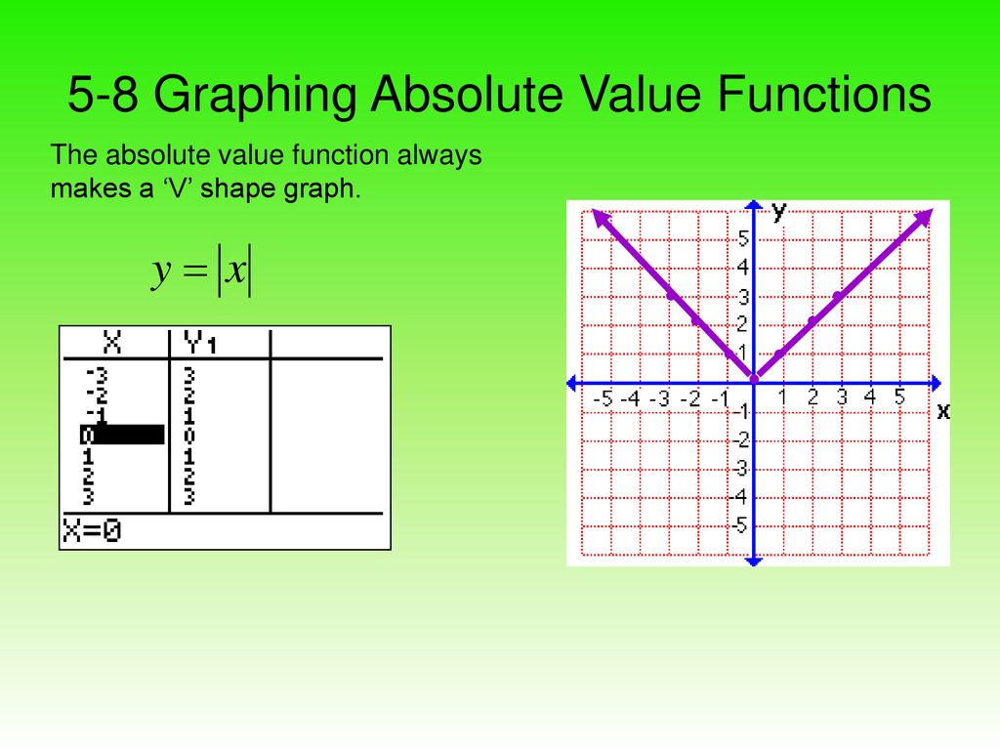 5-8 Graphing Absolute Value Functions
The absolute value function always
makes a ‘V’ shape graph.
y = |x|
X Y1
-3 3
-2 2
-1 1
0 0
1 1
2 2
3 3
X=0
y
5
4
3
2
1
-5 -4 -3 -2 -1 1 2 3 4 5
x
-1
-2
-3
-4
-5